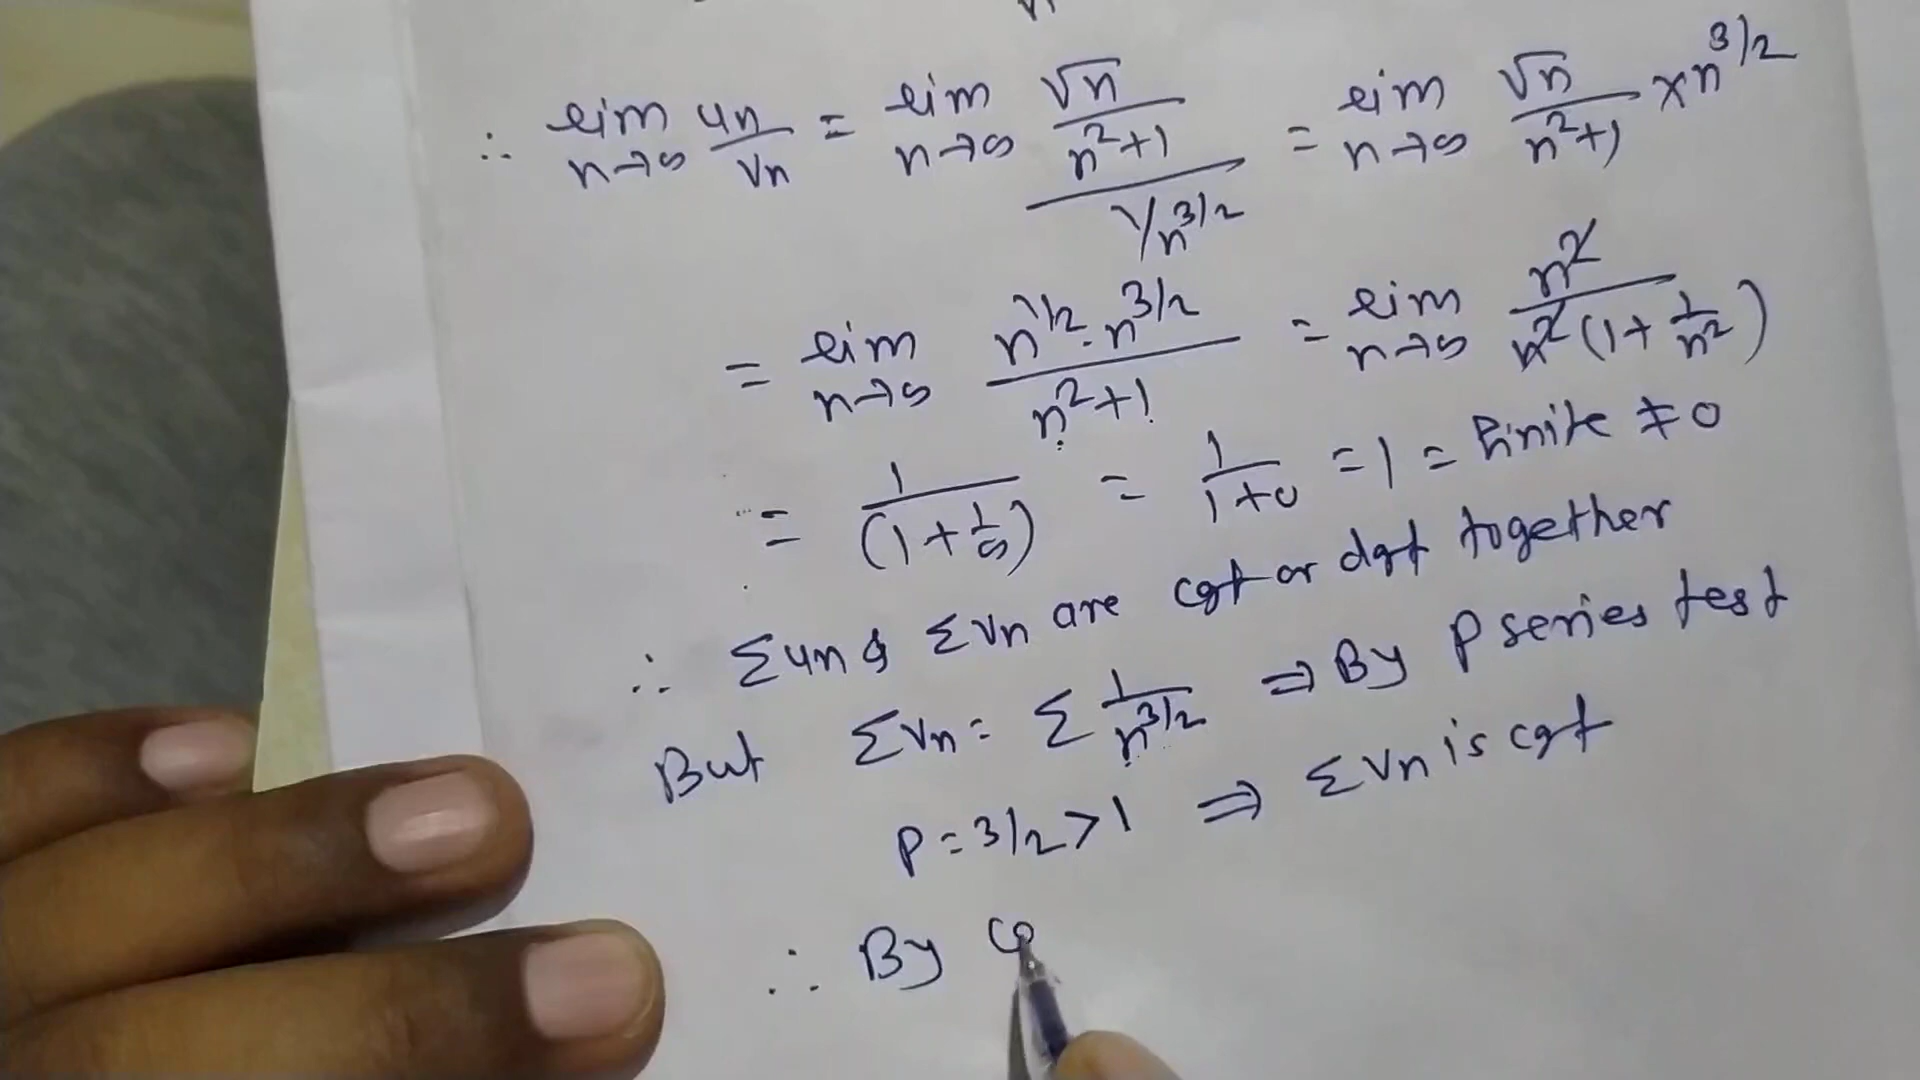 ∴ lim n→∞ un/vn = lim n→∞ (√n/(n²+1))/(1/n^3/2) = lim n→∞ √n/(n²+1) × n^3/2
= lim n→∞ (n^1/2 . n^3/2)/(n²+1) = lim n→∞ n²/(n²(1+1/n²))
= 1/(1+1/∞) = 1/(1+0) = 1 = finite ≠ 0
∴ Σun & Σvn are cgt or dgt together
But Σvn = Σ 1/n^3/2 ⇒ By P series test
P = 3/2 > 1 ⇒ Σvn is cgt
∴ By